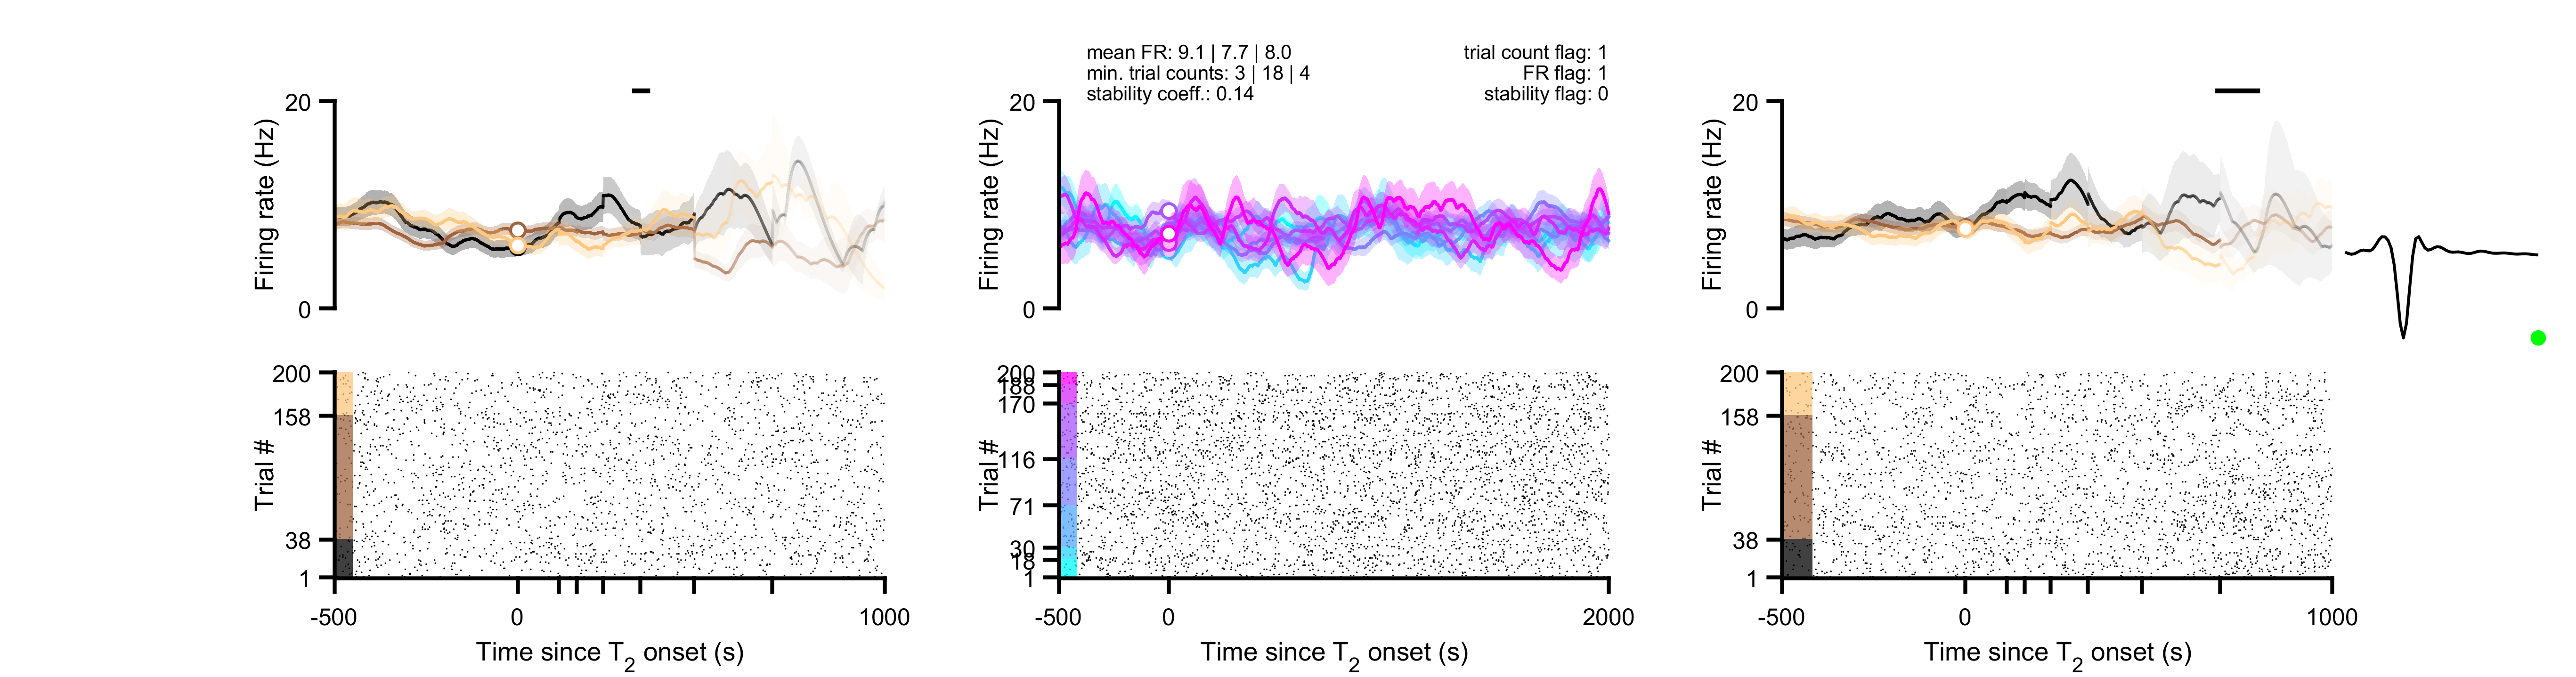 mean FR: 9.1 | 7.7 | 8.0
min. trial counts: 3 | 18 | 4
stability coeff.: 0.14
trial count flag: 1
FR flag: 1
stability flag: 0
20
Firing rate (Hz)
0
20
Firing rate (Hz)
0
20
Firing rate (Hz)
0
200
158
Trial #
38
1
-500
0
1000
Time since T2 onset (s)
200
188
170
Trial #
116
71
30
18
1
-500
0
2000
Time since T2 onset (s)
200
158
Trial #
38
1
-500
0
1000
Time since T2 onset (s)